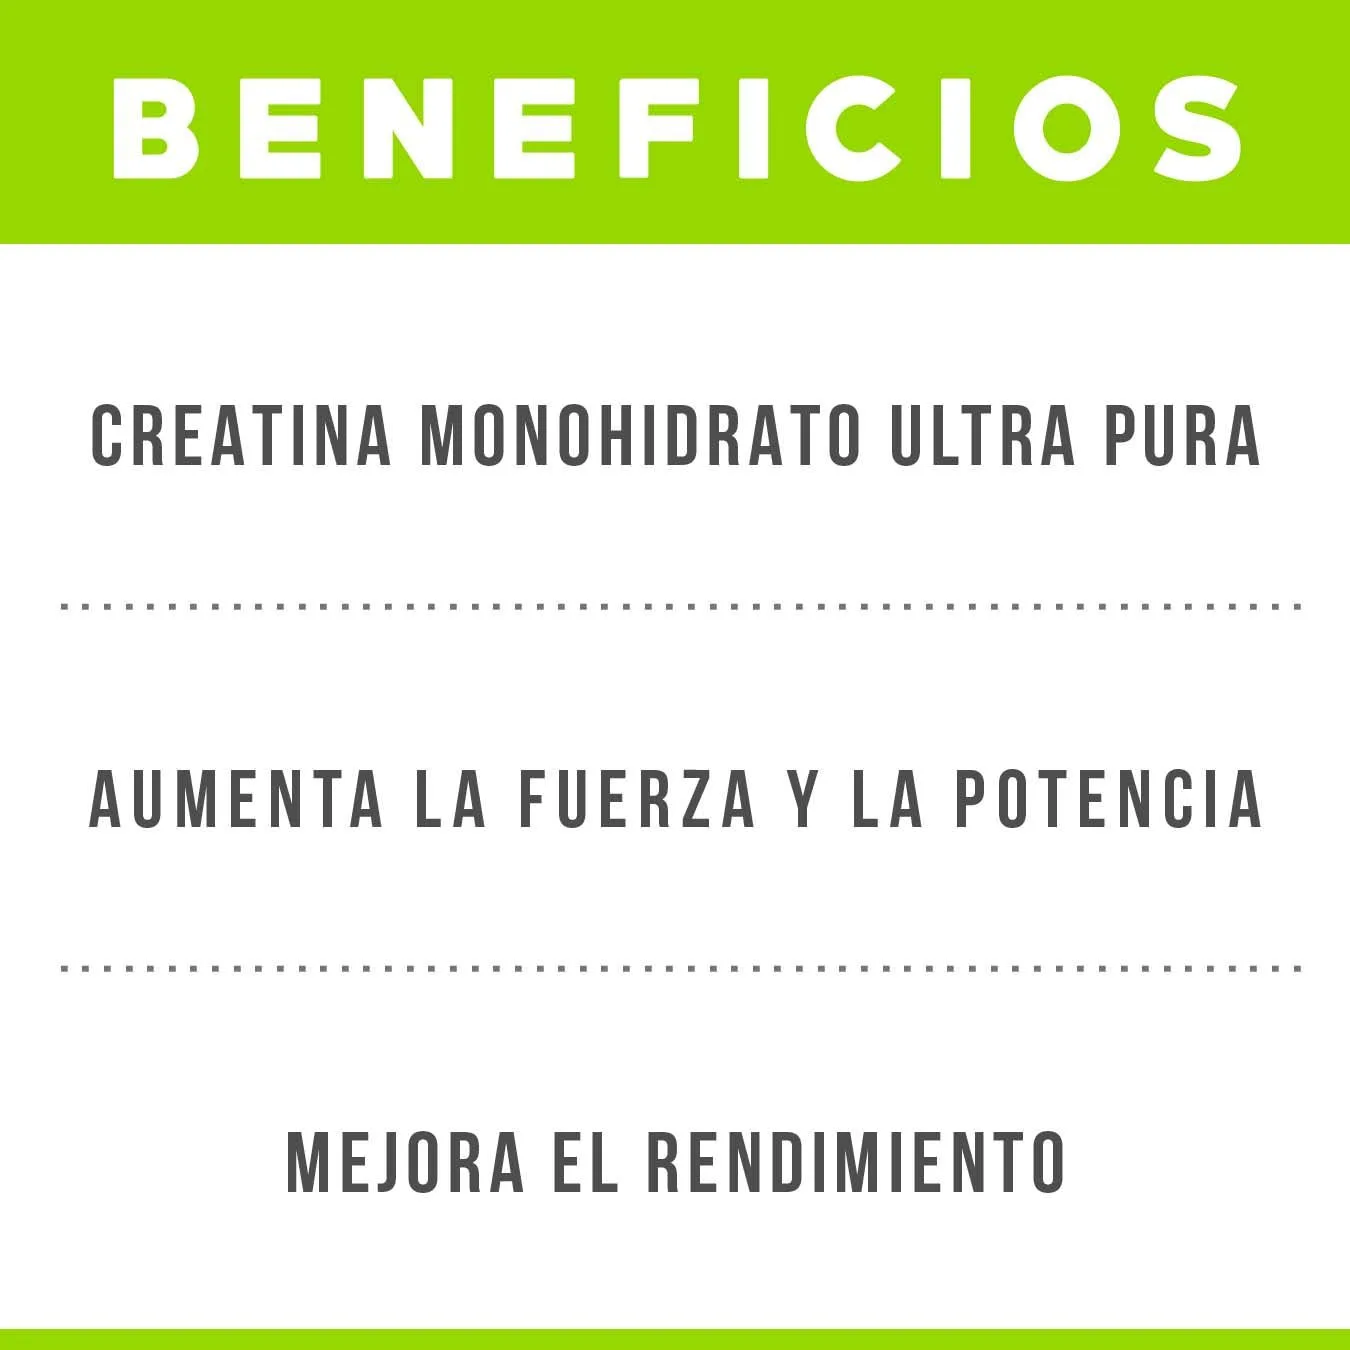 BENEFICIOS
CREATINA MONOHIDRATO ULTRA PURA
AUMENTA LA FUERZA Y LA POTENCIA
MEJORA EL RENDIMIENTO